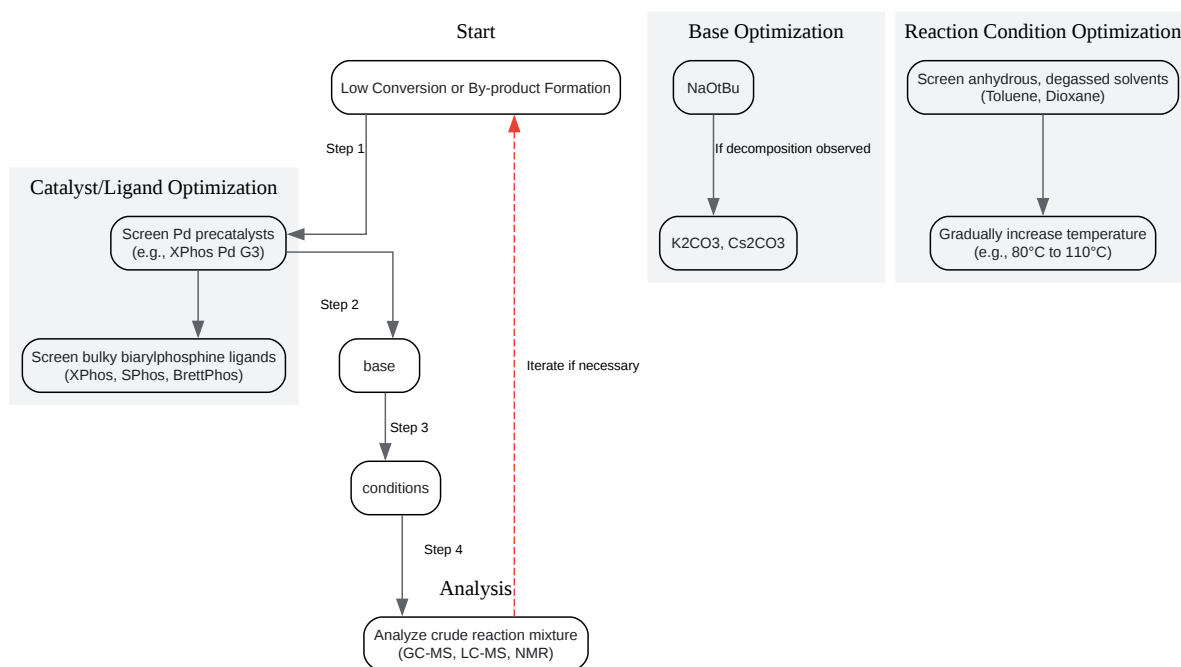 Start
Low Conversion or By-product Formation
Step 1
Catalyst/Ligand Optimization
Screen Pd precatalysts
(e.g., XPhos Pd G3)
Step 2
Screen bulky biarylphosphine ligands
(XPhos, SPhos, BrettPhos)
base
Iterate if necessary
Step 3
conditions
Step 4
Analysis
Analyze crude reaction mixture
(GC-MS, LC-MS, NMR)
Base Optimization
NaOtBu
If decomposition observed
K2CO3, Cs2CO3
Reaction Condition Optimization
Screen anhydrous, degassed solvents
(Toluene, Dioxane)
Gradually increase temperature
(e.g., 80°C to 110°C)